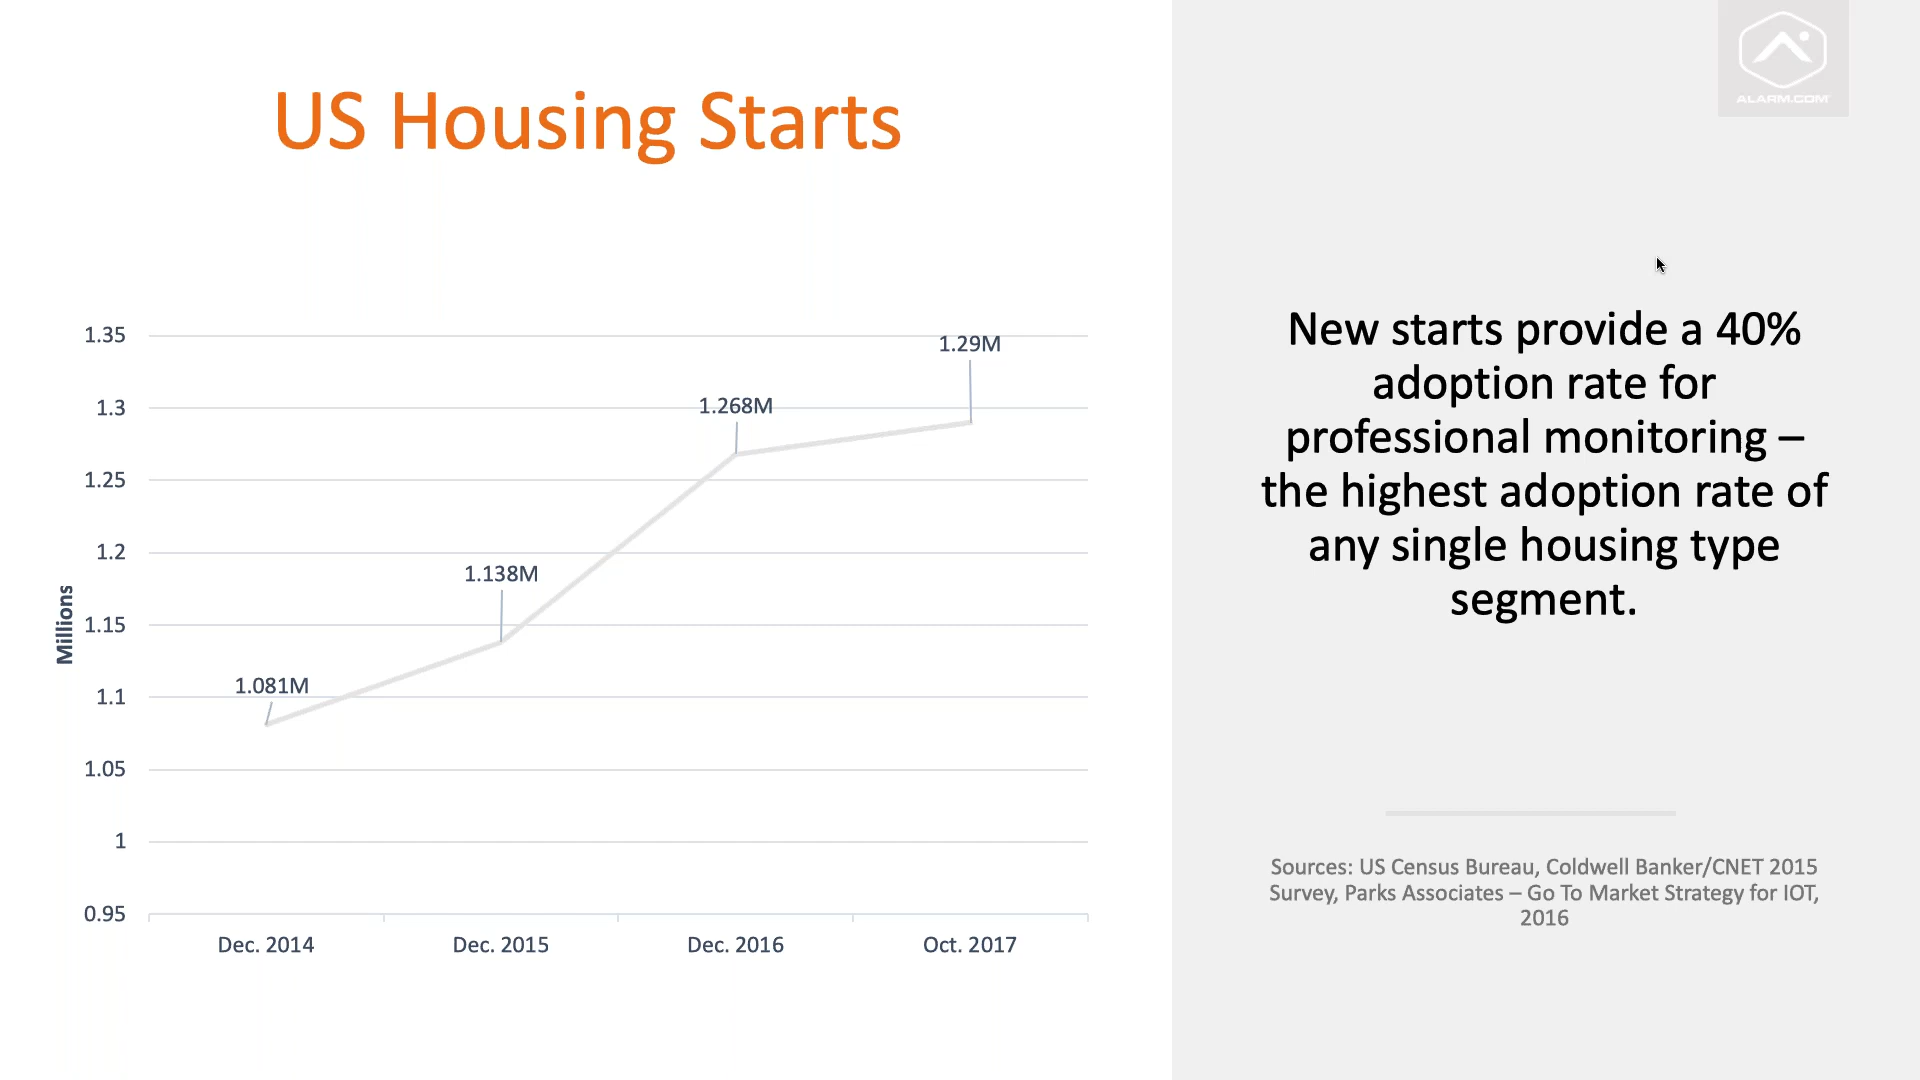 US Housing Starts
ALARM.COM
Millions
1.35
1.3
1.25
1.2
1.15
1.1
1.05
1
0.95
1.081M
1.138M
1.268M
1.29M
Dec. 2014
Dec. 2015
Dec. 2016
Oct. 2017
New starts provide a 40%
adoption rate for
professional monitoring –
the highest adoption rate of
any single housing type
segment.
Sources: US Census Bureau, Coldwell Banker/CNET 2015
Survey, Parks Associates – Go To Market Strategy for IOT,
2016